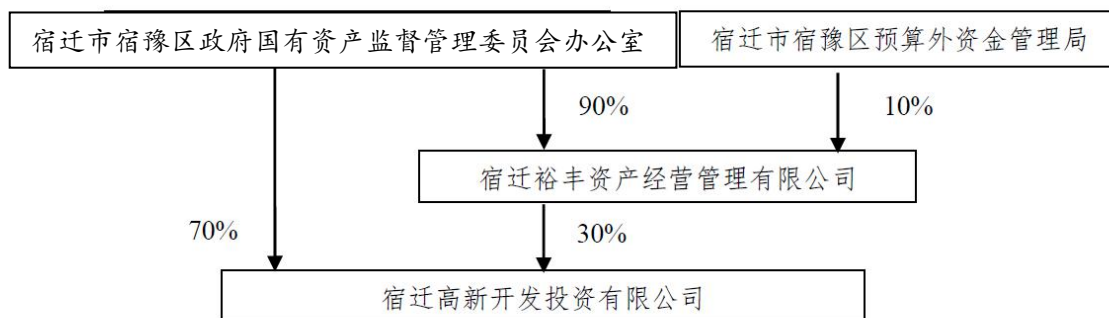 宿迁市宿豫区政府国有资产监督管理委员会办公室
宿迁市宿豫区预算外资金管理局
90%
10%
宿迁裕丰资产经营管理有限公司
70%
30%
宿迁高新开发投资有限公司